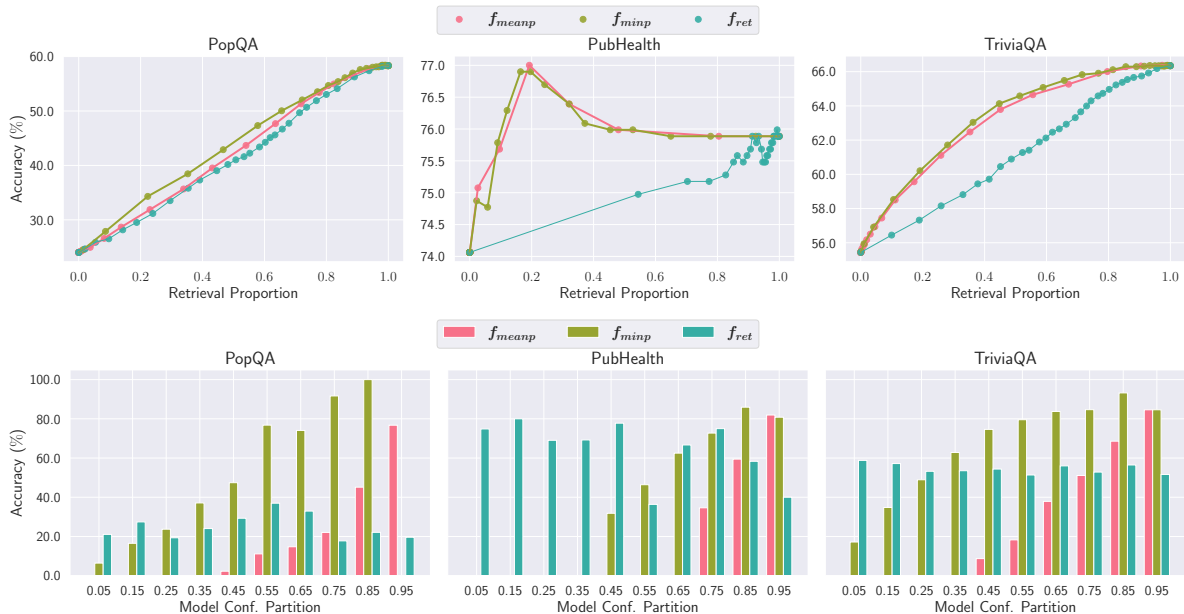 f_meanp f_minp f_ret
PopQA PubHealth TriviaQA
Accuracy (%)
60.0
50.0
40.0
30.0
0.0 0.2 0.4 0.6 0.8 1.0
Retrieval Proportion
77.0
76.5
76.0
75.5
75.0
74.5
74.0
0.0 0.2 0.4 0.6 0.8 1.0
Retrieval Proportion
66.0
64.0
62.0
60.0
58.0
56.0
0.0 0.2 0.4 0.6 0.8 1.0
Retrieval Proportion
f_meanp f_minp f_ret
PopQA PubHealth TriviaQA
Accuracy (%)
100.0
80.0
60.0
40.0
20.0
0.0
0.05 0.15 0.25 0.35 0.45 0.55 0.65 0.75 0.85 0.95
Model Conf. Partition
0.05 0.15 0.25 0.35 0.45 0.55 0.65 0.75 0.85 0.95
Model Conf. Partition
0.05 0.15 0.25 0.35 0.45 0.55 0.65 0.75 0.85 0.95
Model Conf. Partition